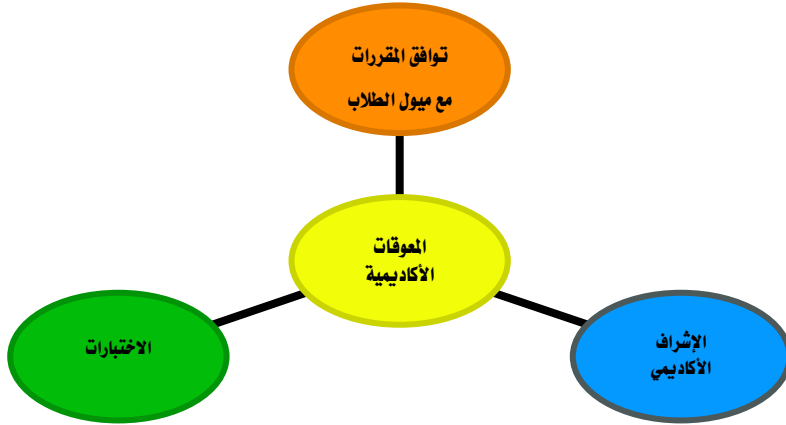 توافق المقررات
مع ميول الطلاب
المعوقات
الأكاديمية
الإشراف
الأكاديمي
الاختبارات